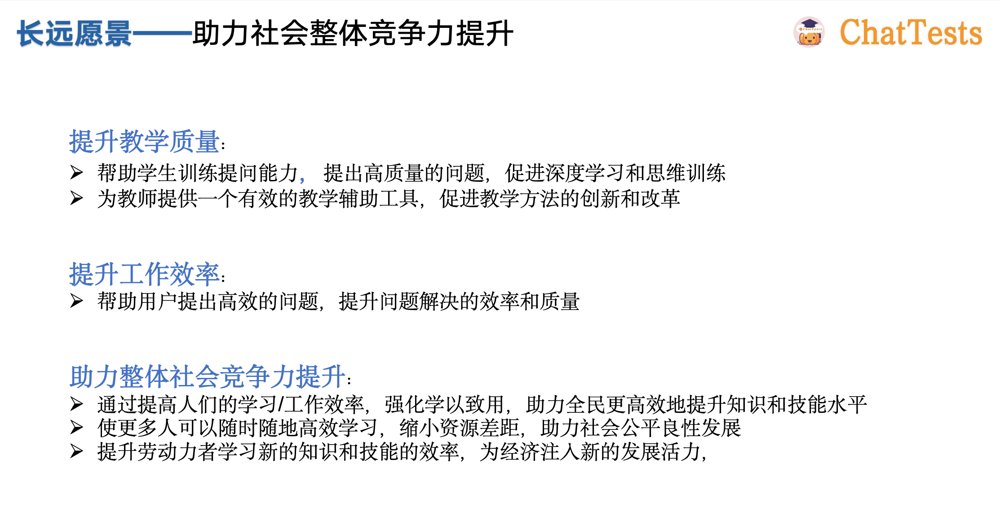 长远愿景——助力社会整体竞争力提升
ChatTests
ChatTests
提升教学质量：
➢ 帮助学生训练提问能力， 提出高质量的问题，促进深度学习和思维训练
➢ 为教师提供一个有效的教学辅助工具，促进教学方法的创新和改革
提升工作效率：
➢ 帮助用户提出高效的问题，提升问题解决的效率和质量
助力整体社会竞争力提升：
➢ 通过提高人们的学习/工作效率，强化学以致用，助力全民更高效地提升知识和技能水平
➢ 使更多人可以随时随地高效学习，缩小资源差距，助力社会公平良性发展
➢ 提升劳动力者学习新的知识和技能的效率，为经济注入新的发展活力，